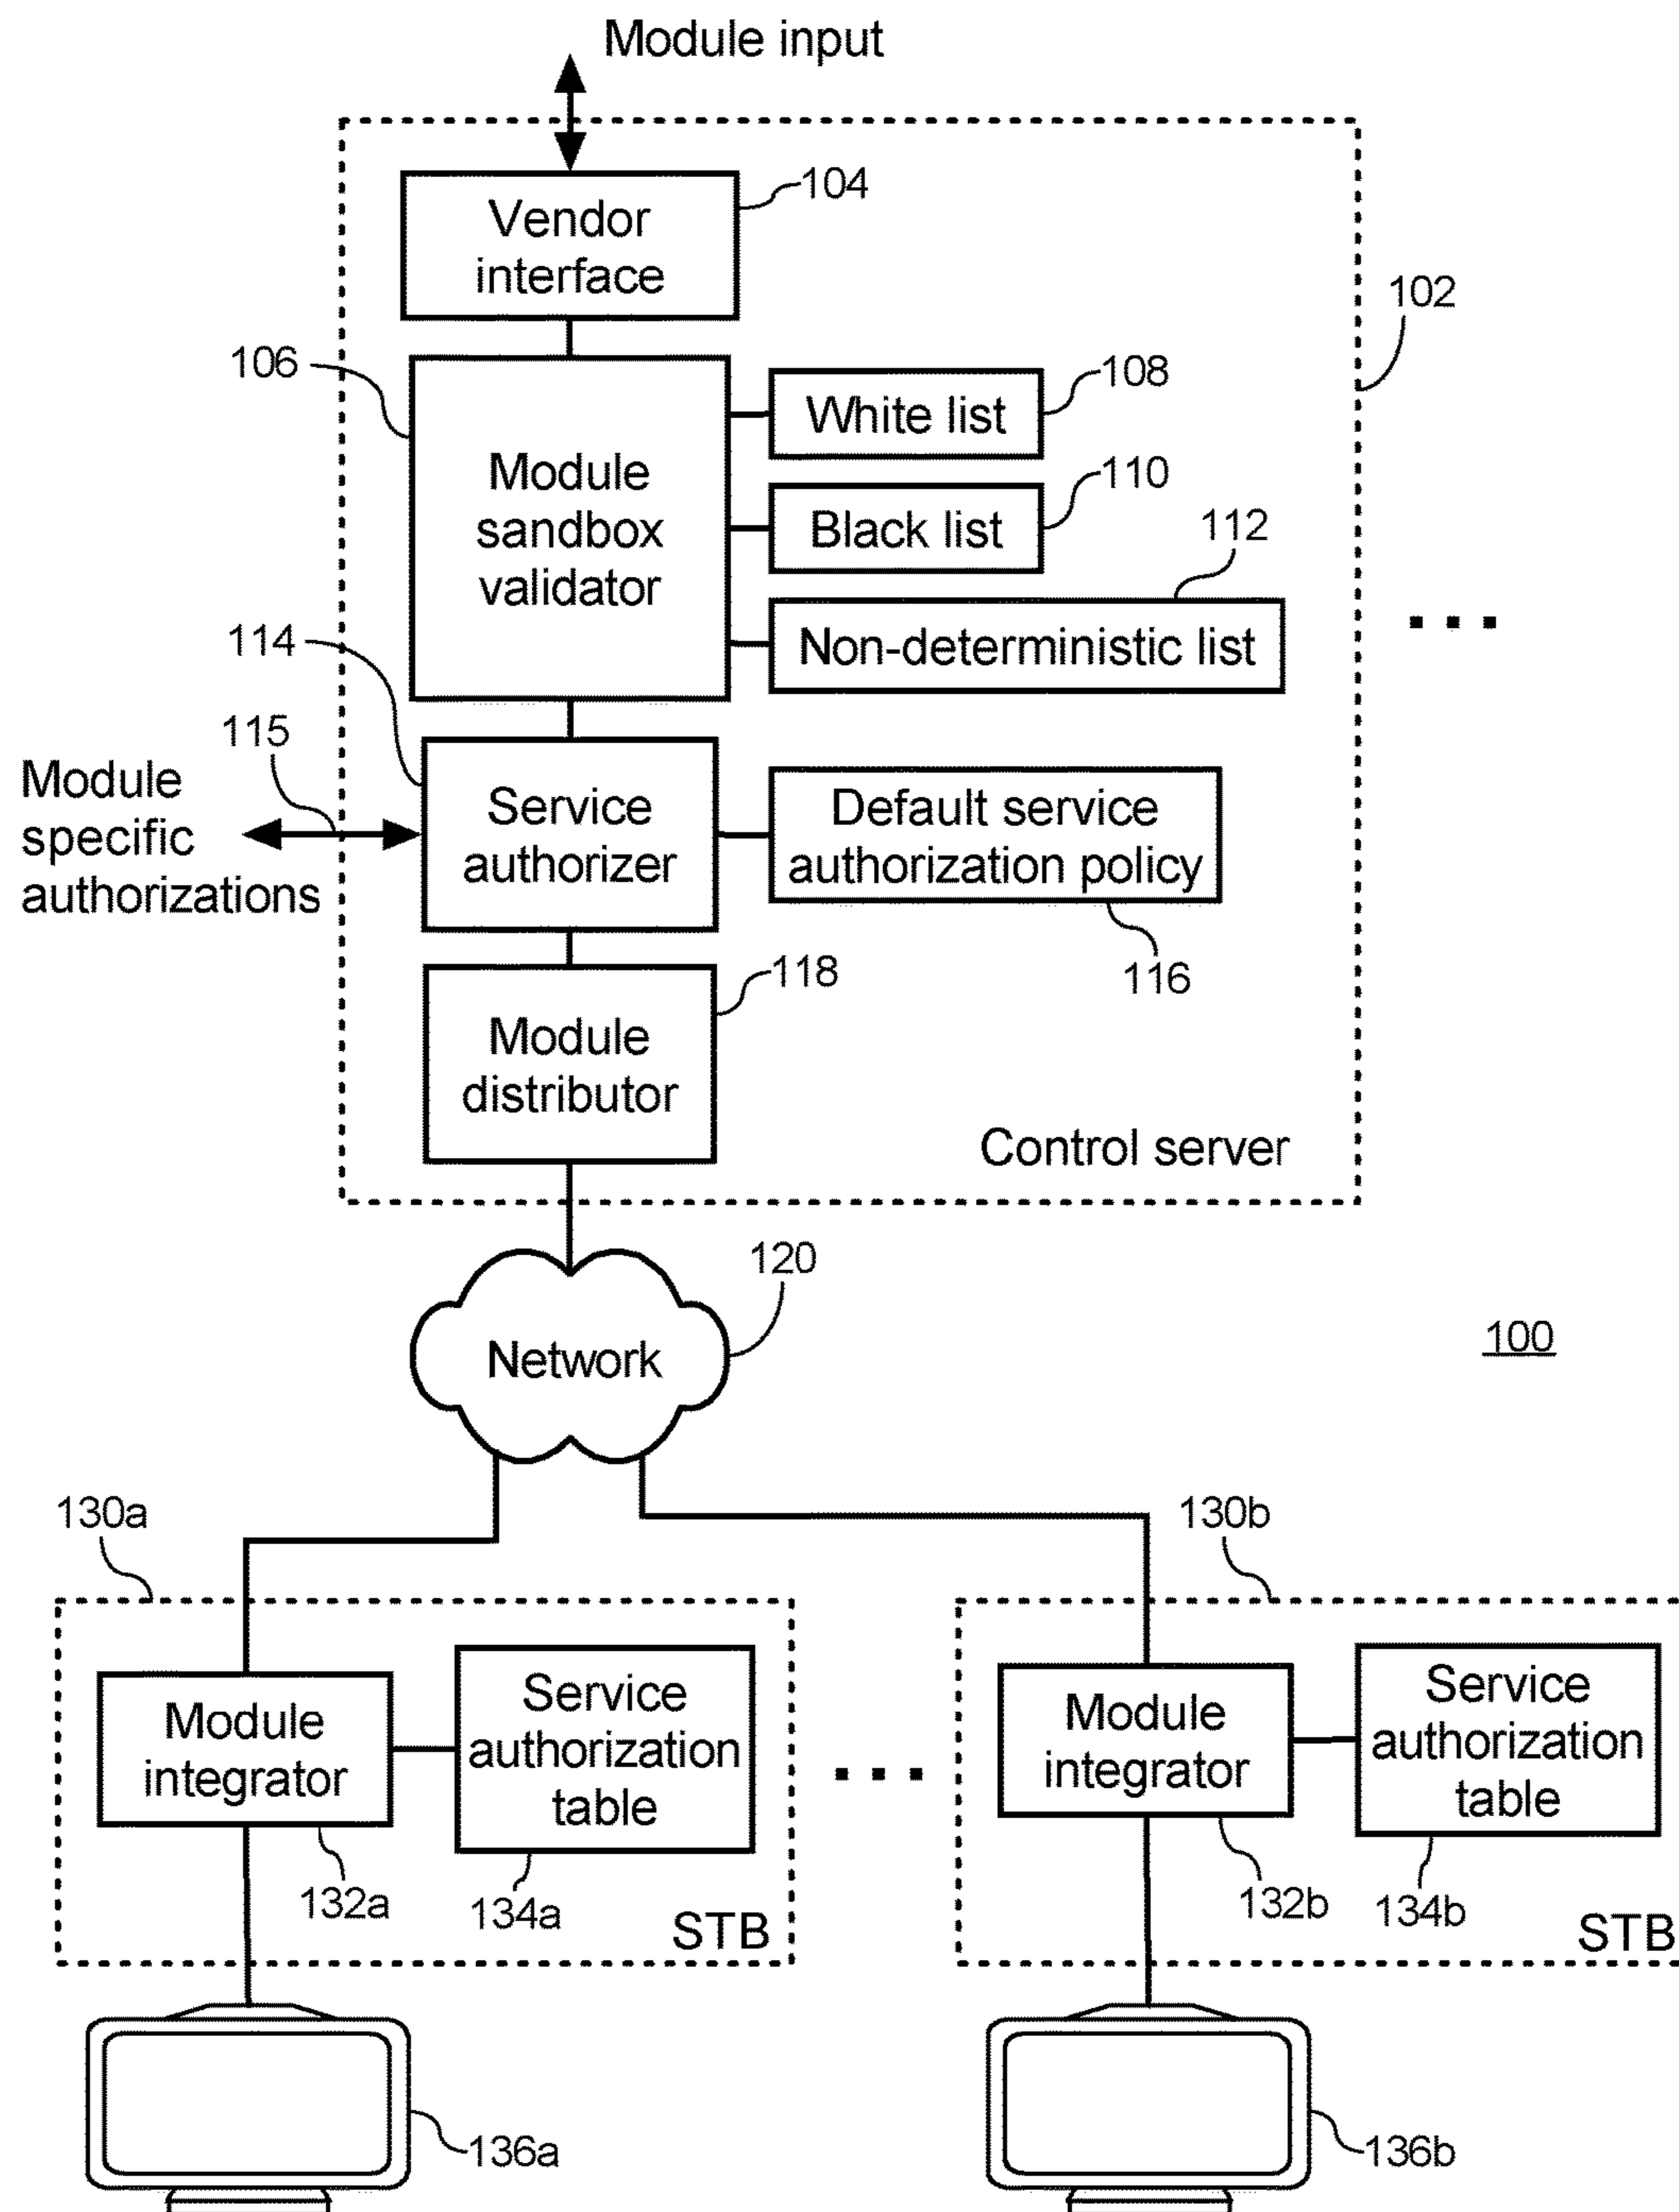 Module input
104
Vendor
interface
102
106
108
White list
Module
sandbox
validator
110
Black list
112
Non-deterministic list
114
115
Module
specific
authorizations
Service
authorizer
Default service
authorization policy
116
118
Module
distributor
Control server
120
Network
100
130a
130b
Module
integrator
Service
authorization
table
Module
integrator
Service
authorization
table
132a
134a
STB
132b
134b
STB
136a
136b